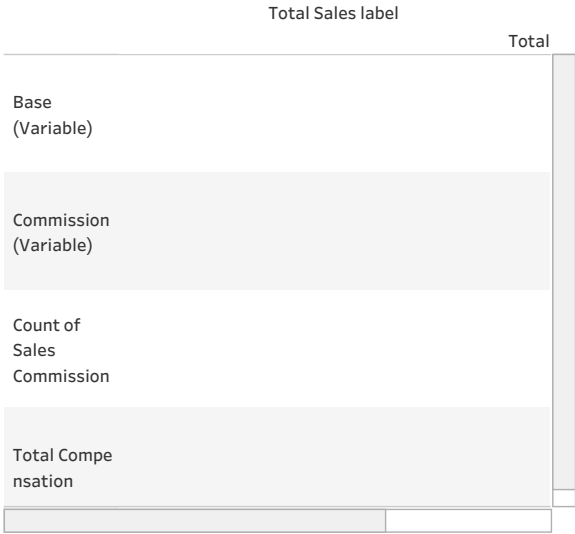 Total Sales label
Total
Base
(Variable)
Commission
(Variable)
Count of
Sales
Commission
Total Compe
nsation